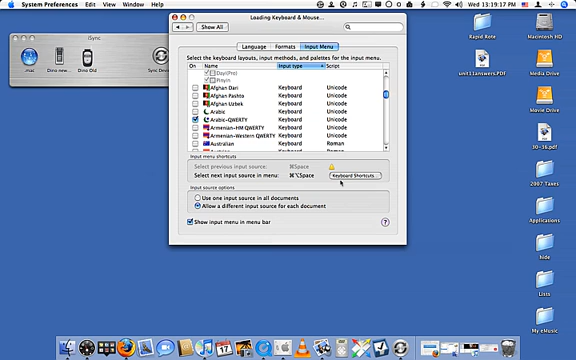 System Preferences Edit View Window Help
Wed 13:19:17
Loading Keyboard & Mouse...
Show All
iSync
.mac
Dino new...
Dino Old
Sync Dev
Language Formats Input Menu
Select the keyboard layouts, input methods, and palettes for the input menu.
On Name Input type Script
Dayi(Pro)
Pinyin
Afghan Dari Keyboard Unicode
Afghan Pashto Keyboard Unicode
Afghan Uzbek Keyboard Unicode
Arabic Keyboard Unicode
Arabic-QWERTY Keyboard Unicode
Armenian-HM QWERTY Keyboard Unicode
Armenian-Western QWERTY Keyboard Unicode
Australian Keyboard Roman
Input menu shortcuts
Select previous input source: ⌘Space
Select next input source in menu: ⌘⌥Space
Keyboard Shortcuts...
Input source options
Use one input source in all documents
Allow a different input source for each document
Show input menu in menu bar
?
Rapid Rote
Macintosh HD
unit11answers.PDF
Media Drive
Movie Drive
30-36.pdf
2007 Taxes
Applications
hide
Lists
My eMusic
17